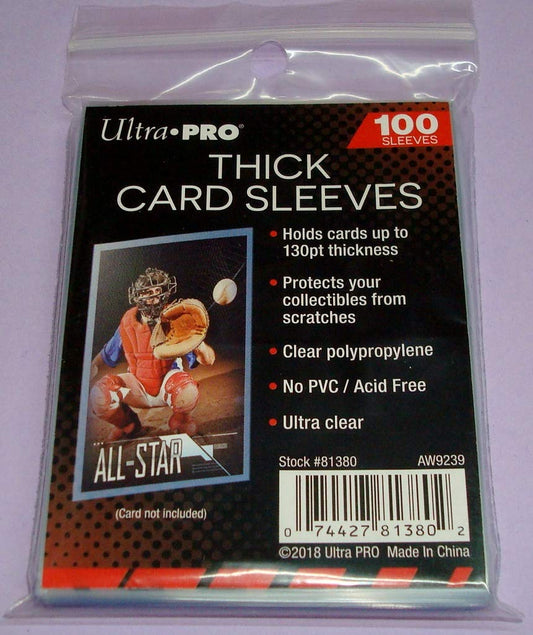 ULTRA•PRO®
100
SLEEVES
THICK
CARD SLEEVES
• Holds cards up to
130pt thickness
• Protects your
collectibles from
scratches
• Clear polypropylene
• No PVC / Acid Free
• Ultra clear
ALL-STAR
(Card not included)
Stock #81380 AW9239
0 74427 81380 2
©2018 Ultra PRO Made In China